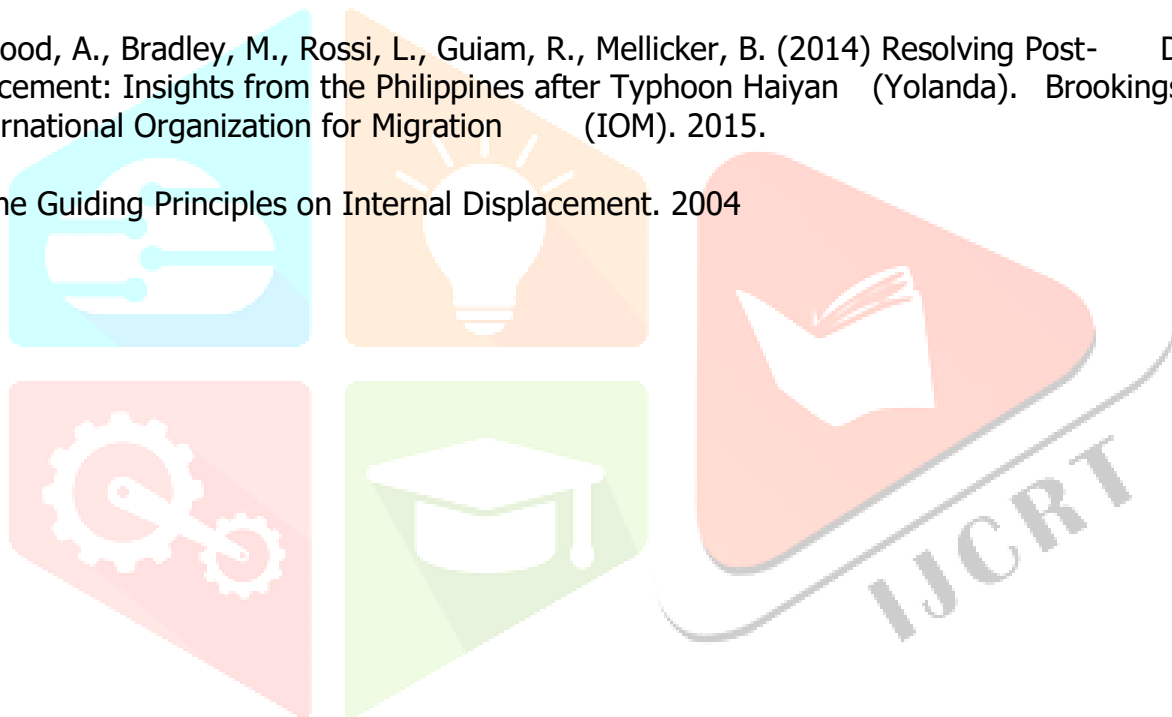 ood, A., Bradley, M., Rossi, L., Guiam, R., Mellicker, B. (2014) Resolving Post- D
cement: Insights from the Philippines after Typhoon Haiyan (Yolanda). Brookings
rnational Organization for Migration (IOM). 2015.
ne Guiding Principles on Internal Displacement. 2004
IJCRT